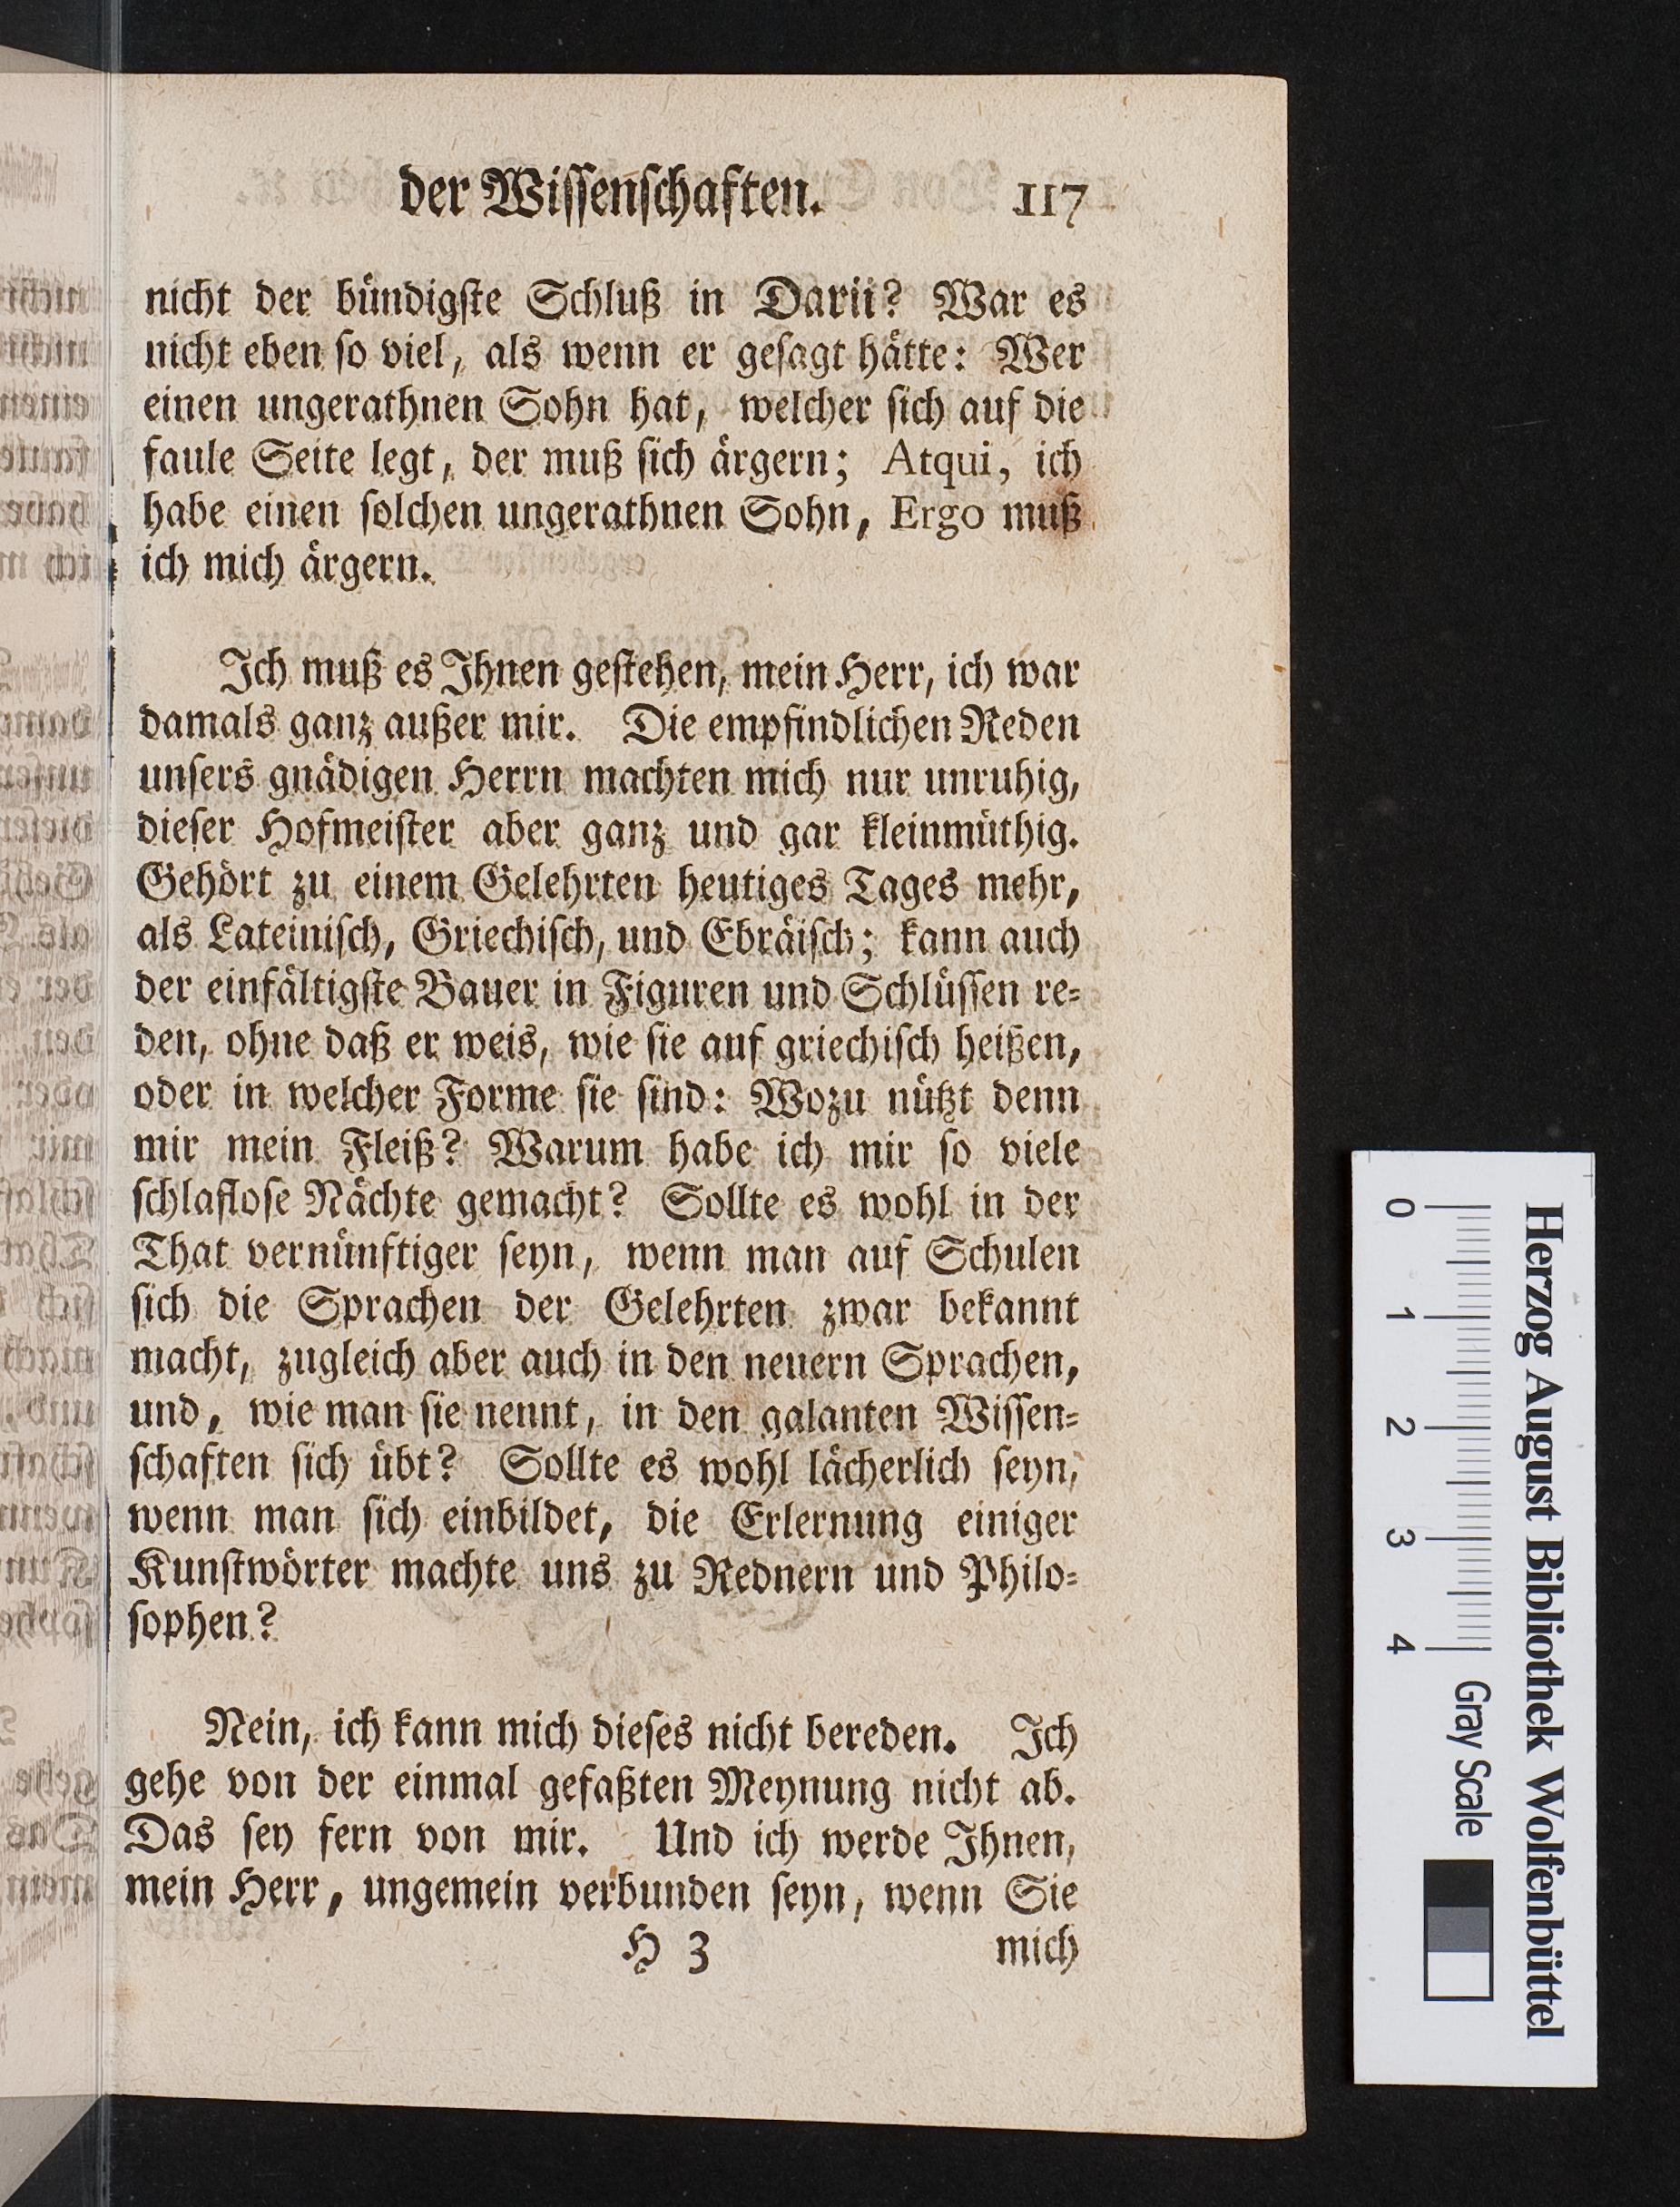 der Wiſſenſchaften. 117
nicht der bündigſte Schluß in Darii? War es
nicht eben ſo viel, als wenn er geſagt hätte: Wer
einen ungerathnen Sohn hat, welcher ſich auf die
faule Seite legt, der muß ſich ärgern; Atqui, ich
habe einen ſolchen ungerathnen Sohn, Ergo muß
ich mich ärgern.
Ich muß es Ihnen geſtehen, mein Herr, ich war
damals ganz außer mir. Die empfindlichen Reden
unſers gnädigen Herrn machten mich nur unruhig,
dieſer Hofmeiſter aber ganz und gar kleinmüthig.
Gehört zu einem Gelehrten heutiges Tages mehr,
als Lateiniſch, Griechiſch, und Ebräiſch; kann auch
der einfältigſte Bauer in Figuren und Schlüſſen re-
den, ohne daß er weis, wie ſie auf griechiſch heißen,
oder in welcher Forme ſie ſind: Wozu nützt denn
mir mein Fleiß? Warum habe ich mir ſo viele
ſchlafloſe Nächte gemacht? Sollte es wohl in der
That vernünftiger ſeyn, wenn man auf Schulen
ſich die Sprachen der Gelehrten zwar bekannt
macht, zugleich aber auch in den neuern Sprachen,
und, wie man ſie nennt, in den galanten Wiſſen-
ſchaften ſich übt? Sollte es wohl lächerlich ſeyn,
wenn man ſich einbildet, die Erlernung einiger
Kunſtwörter machte uns zu Rednern und Philo-
ſophen?
Nein, ich kann mich dieſes nicht bereden. Ich
gehe von der einmal gefaßten Meynung nicht ab.
Das ſey fern von mir. Und ich werde Ihnen,
mein Herr, ungemein verbunden ſeyn, wenn Sie
H 3 mich
Herzog August Bibliothek Wolfenbüttel
0 1 2 3 4 Gray Scale